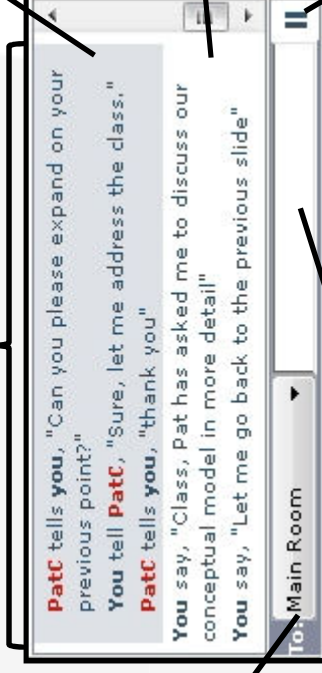 PatC tells you, "Can you please expand on your
previous point?"
You tell PatC, "Sure, let me address the class."
PatC tells you, "thank you"
You say, "Class, Pat has asked me to discuss our
conceptual model in more detail"
You say, "Let me go back to the previous slide"
To: Main Room